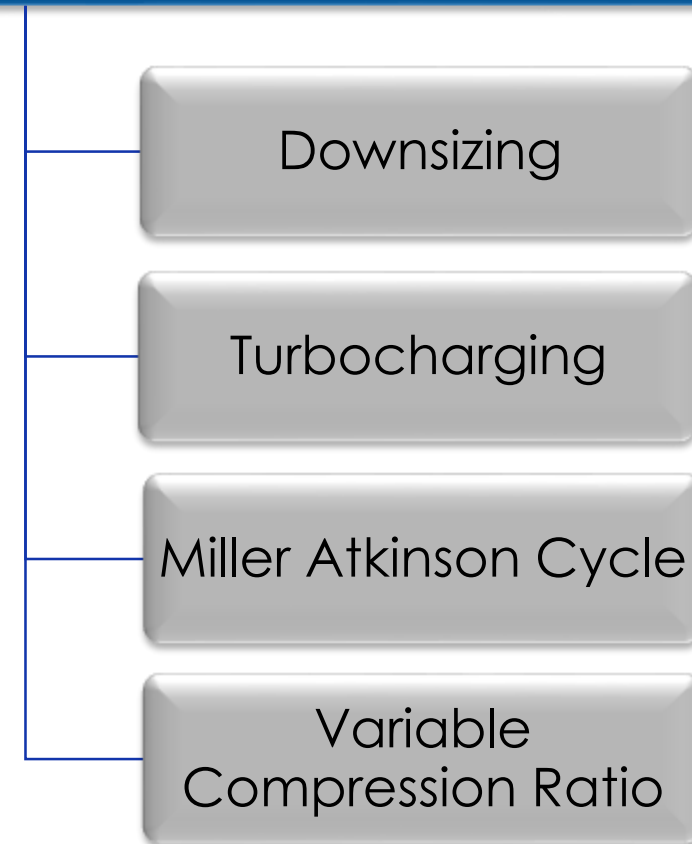 Downsizing
Turbocharging
Miller Atkinson Cycle
Variable
Compression Ratio